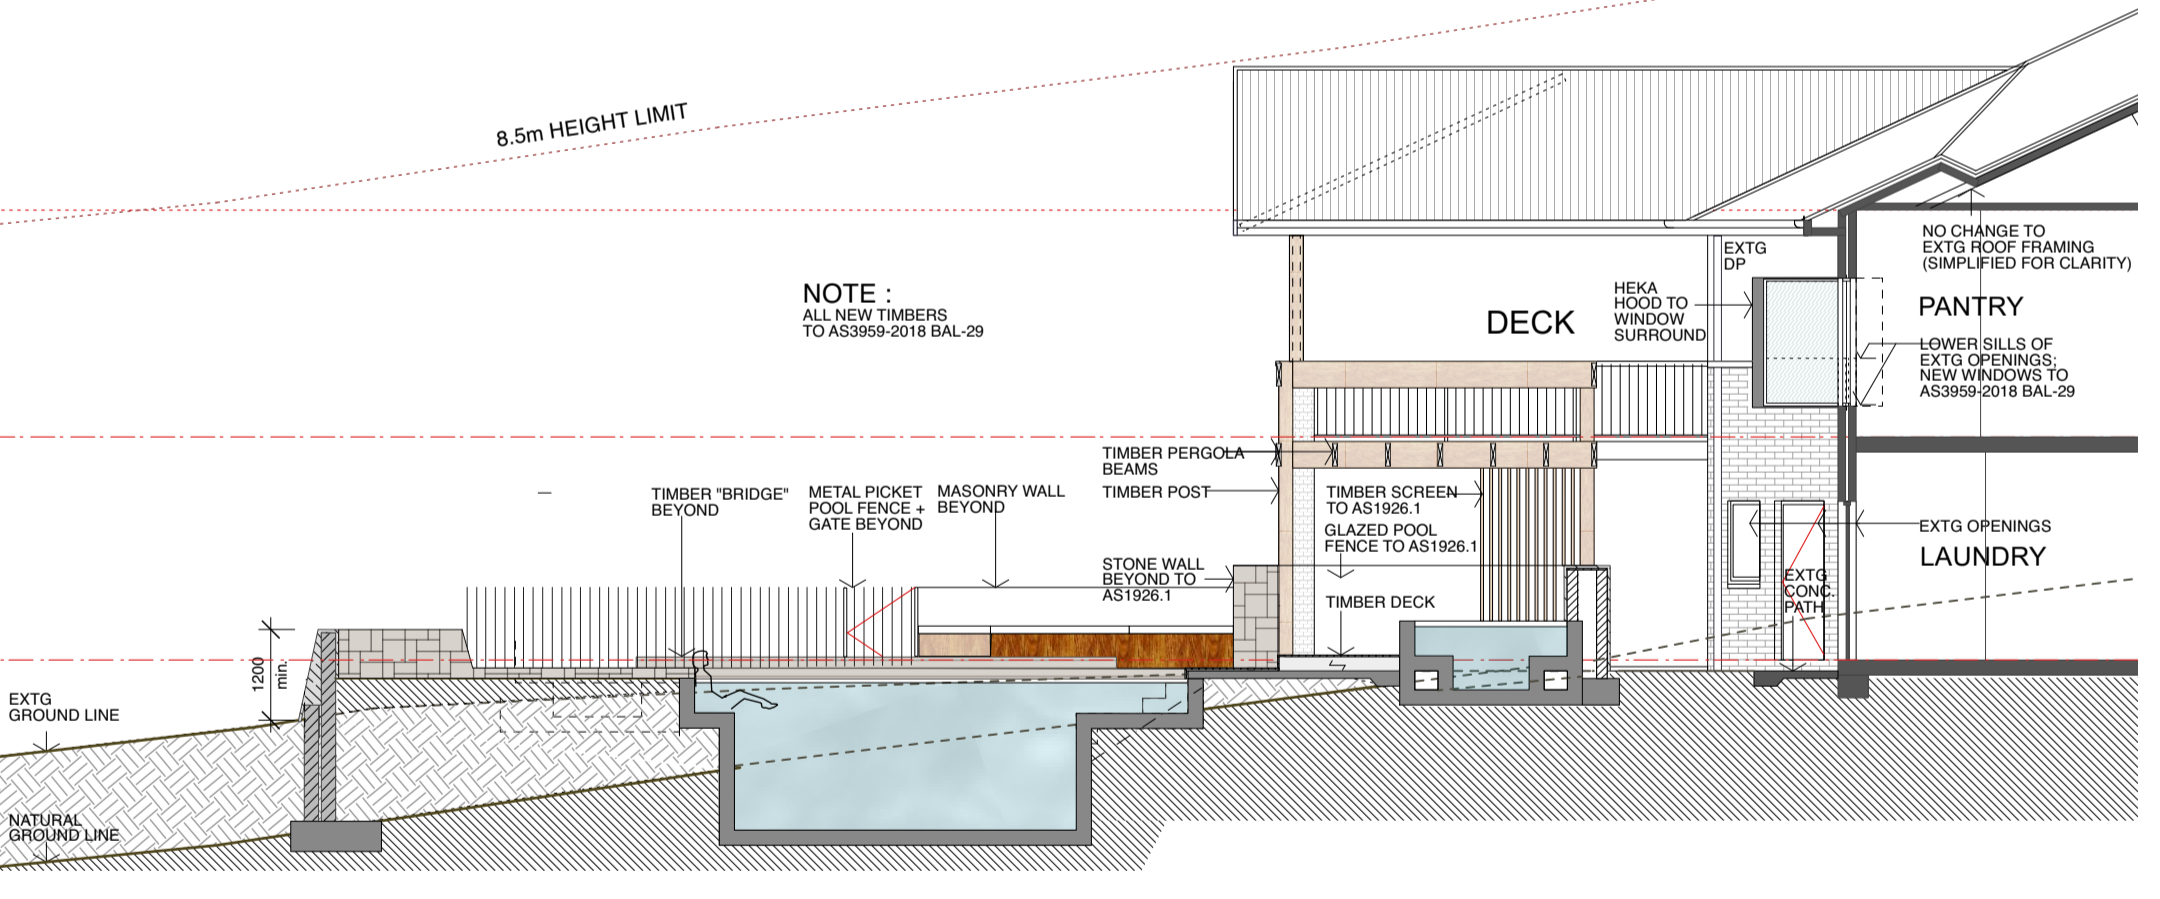 8.5m HEIGHT LIMIT
NOTE :
ALL NEW TIMBERS
TO AS3959-2018 BAL-29
EXTG
DP
HEKA
HOOD TO
WINDOW
SURROUND
DECK
NO CHANGE TO
EXTG ROOF FRAMING
(SIMPLIFIED FOR CLARITY)
PANTRY
LOWER SILLS OF
EXTG OPENINGS;
NEW WINDOWS TO
AS3959-2018 BAL-29
TIMBER PERGOLA
BEAMS
TIMBER POST
TIMBER "BRIDGE"
BEYOND
METAL PICKET
POOL FENCE +
GATE BEYOND
MASONRY WALL
BEYOND
TIMBER SCREEN
TO AS1926.1
GLAZED POOL
FENCE TO AS1926.1
STONE WALL
BEYOND TO
AS1926.1
TIMBER DECK
EXTG OPENINGS
LAUNDRY
EXTG
CONC.
PATH
1200
min.
EXTG
GROUND LINE
NATURAL
GROUND LINE